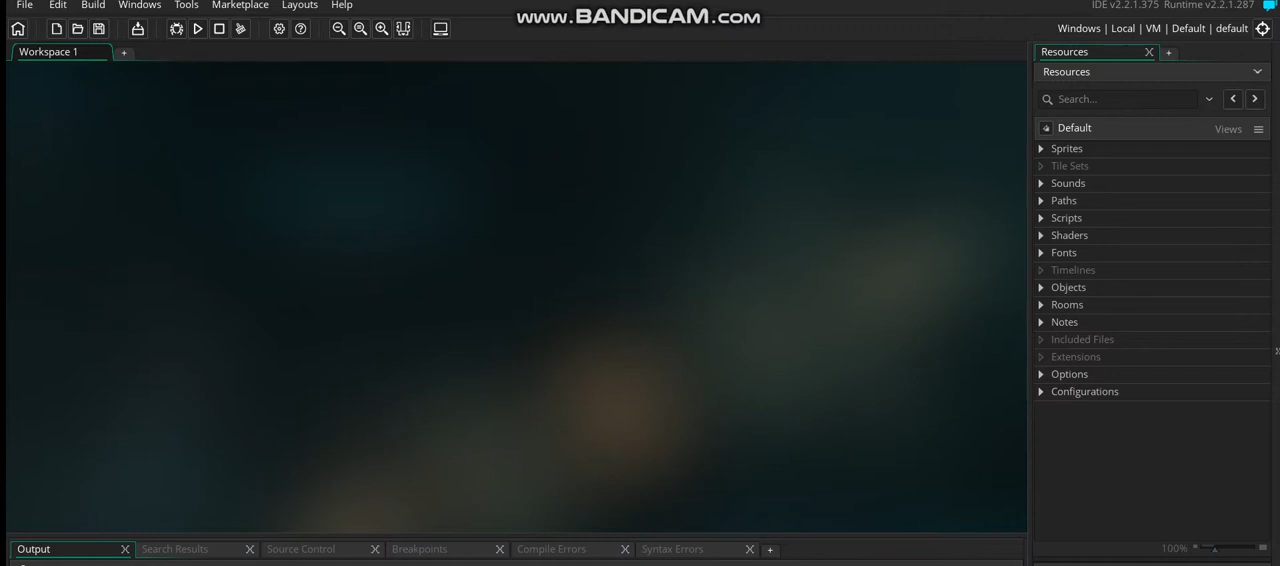 File Edit Build Windows Tools Marketplace Layouts Help
www.BANDICAM.com
IDE v2.2.1.375 Runtime v2.2.1.287
Windows | Local | VM | Default | default
Workspace 1 +
Resources X +
Resources
Search...
Default Views
Sprites
Tile Sets
Sounds
Paths
Scripts
Shaders
Fonts
Timelines
Objects
Rooms
Notes
Included Files
Extensions
Options
Configurations
100%
Output X Search Results X Source Control X Breakpoints X Compile Errors X Syntax Errors X +